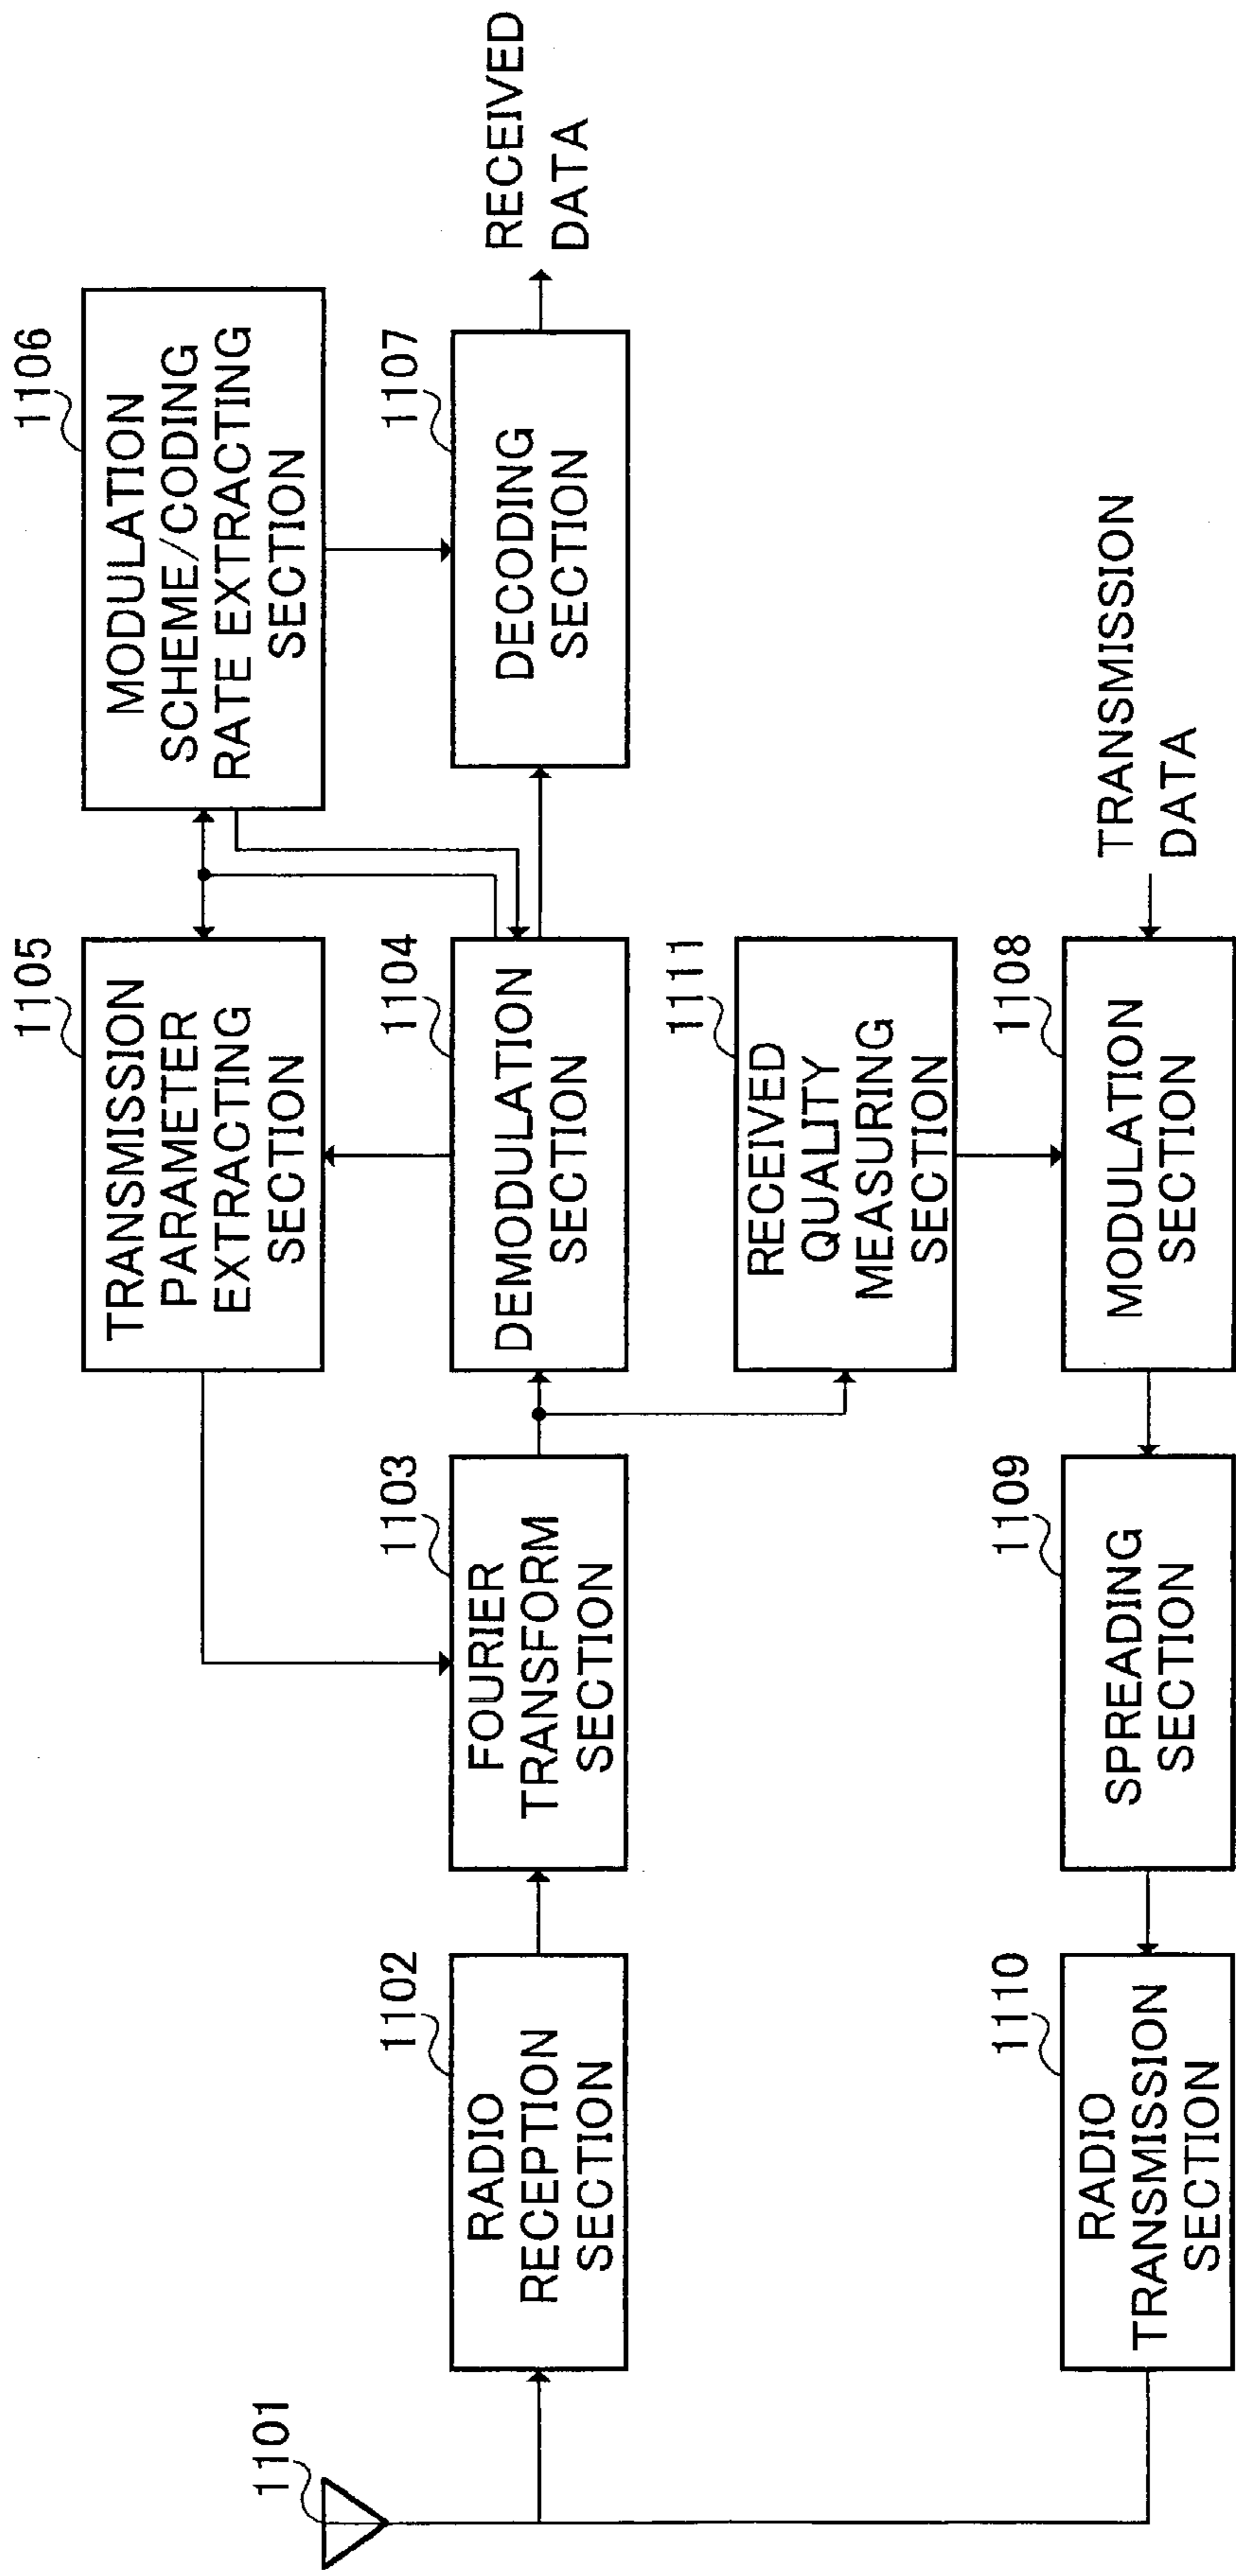 1101
1102
RADIO
RECEPTION
SECTION
1103
FOURIER
TRANSFORM
SECTION
1105
TRANSMISSION
PARAMETER
EXTRACTING
SECTION
1104
DEMODULATION
SECTION
1106
MODULATION
SCHEME/CODING
RATE EXTRACTING
SECTION
1107
DECODING
SECTION
RECEIVED
DATA
1111
RECEIVED
QUALITY
MEASURING
SECTION
1110
RADIO
TRANSMISSION
SECTION
1109
SPREADING
SECTION
1108
MODULATION
SECTION
TRANSMISSION
DATA